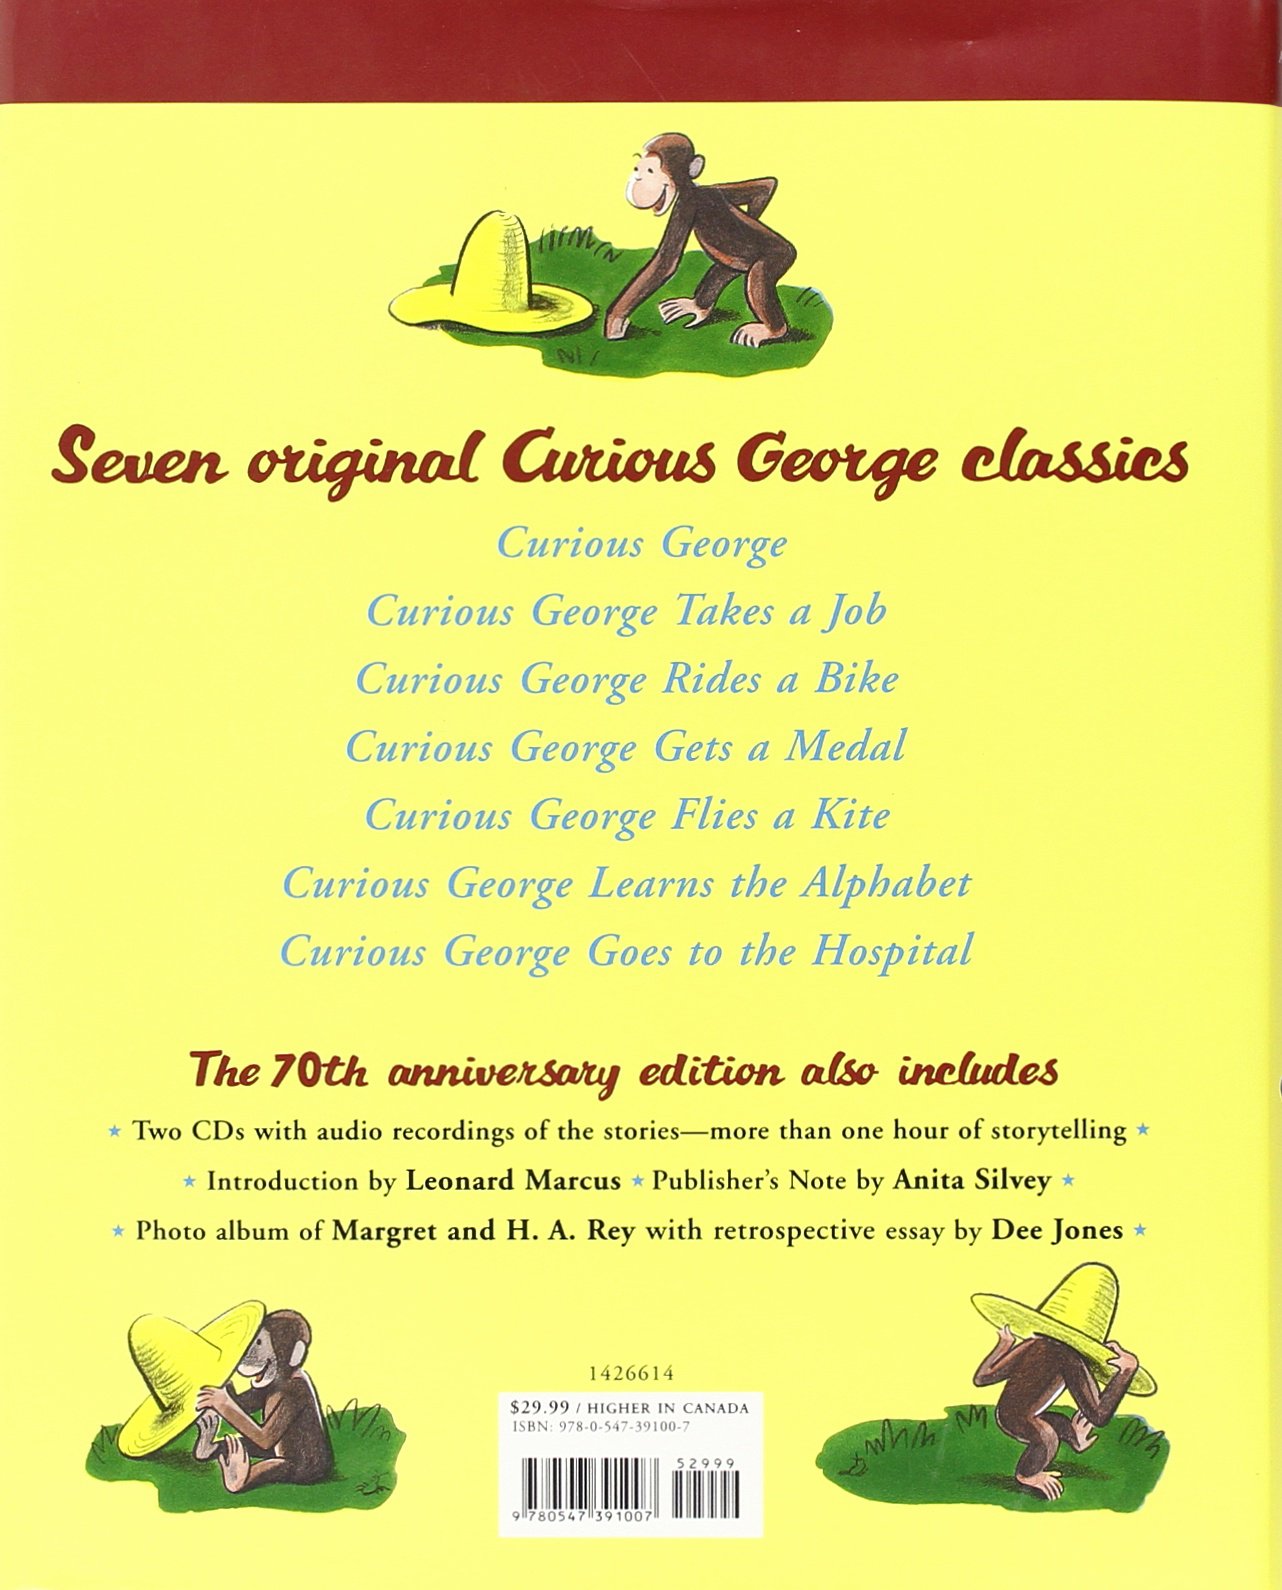 Seven original Curious George classics
Curious George
Curious George Takes a Job
Curious George Rides a Bike
Curious George Gets a Medal
Curious George Flies a Kite
Curious George Learns the Alphabet
Curious George Goes to the Hospital
The 70th anniversary edition also includes
★ Two CDs with audio recordings of the stories—more than one hour of storytelling ★
★ Introduction by Leonard Marcus ★ Publisher's Note by Anita Silvey ★
★ Photo album of Margret and H. A. Rey with retrospective essay by Dee Jones ★
1426614
$29.99 / HIGHER IN CANADA
ISBN: 978-0-547-39100-7
52999
9 780547 391007